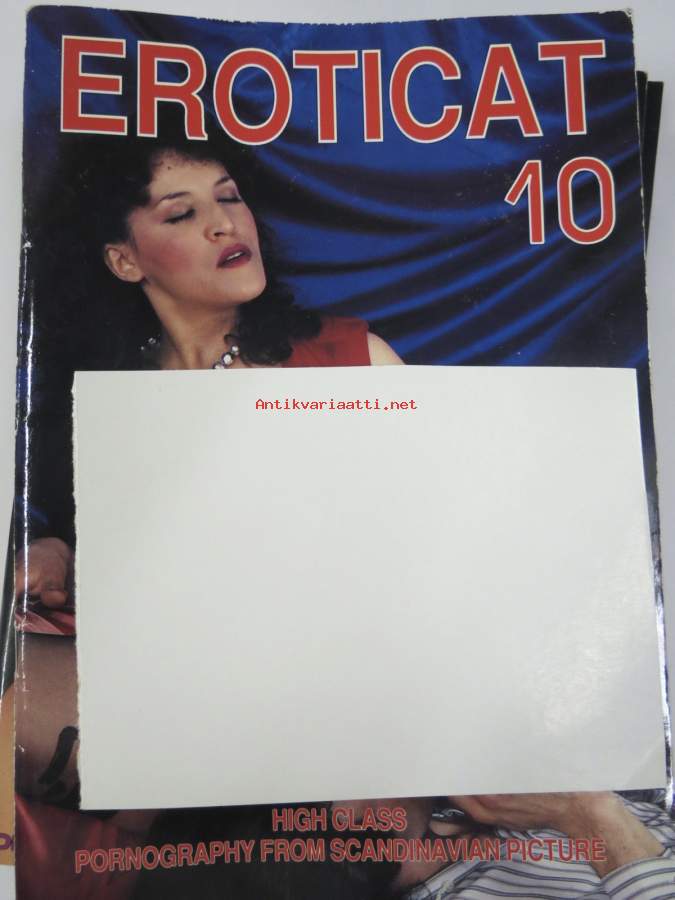 EROTICAT
10
Antikvariaatti.net
HIGH CLASS
PORNOGRAPHY FROM SCANDINAVIAN PICTURE